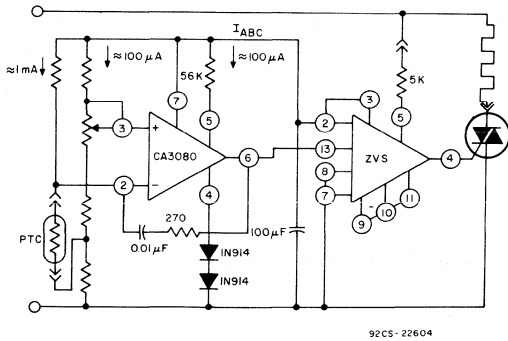 I ABC
≈1mA
≈100μA
56K
≈100μA
5K
7
3
2
3
+
5
5
CA3080
6
13
ZVS
4
8
2
−
4
7
270
0.01μF
100μF
9
-
10
11
PTC
1N914
1N914
92CS-22604